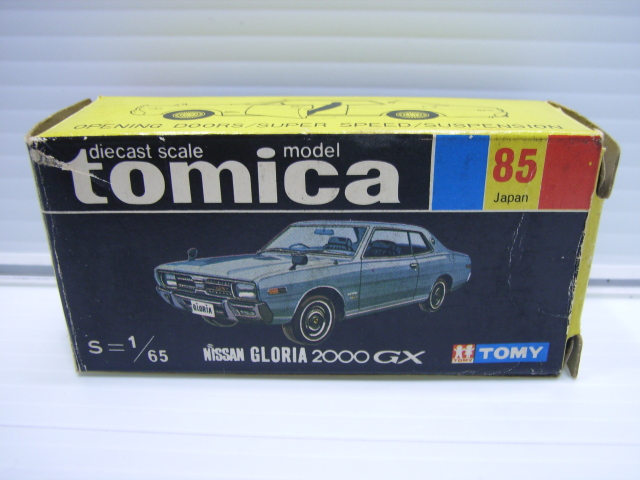 OPENING DOORS/SUPER SPEED/SUSPENSION
diecast scale model
tomica
85
Japan
GLORIA
S=1/65
NISSAN GLORIA 2000 GX
TOMY TOMY